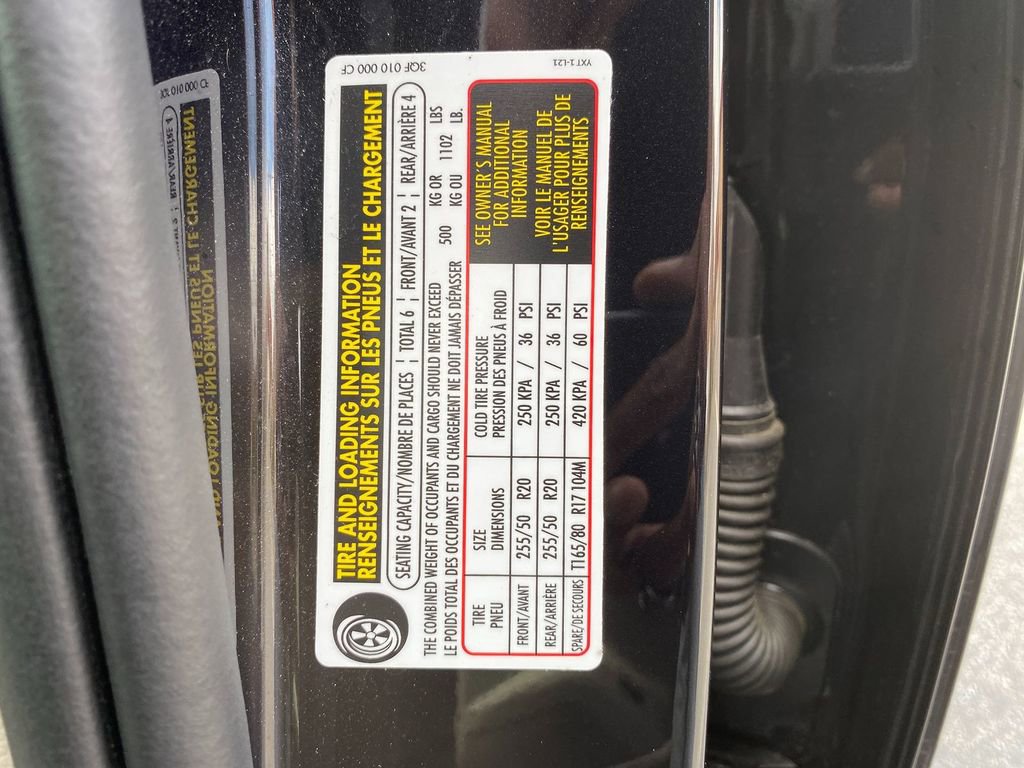 3QF 010 000 CF
TIRE AND LOADING INFORMATION
RENSEIGNEMENTS SUR LES PNEUS ET LE CHARGEMENT
SEATING CAPACITY/NOMBRE DE PLACES ¦ TOTAL 6 ¦ FRONT/AVANT 2 ¦ REAR/ARRIÈRE 4
THE COMBINED WEIGHT OF OCCUPANTS AND CARGO SHOULD NEVER EXCEED 500 KG OR 1102 LBS
LE POIDS TOTAL DES OCCUPANTS ET DU CHARGEMENT NE DOIT JAMAIS DÉPASSER KG OU LB.
TIRE SIZE COLD TIRE PRESSURE
PNEU DIMENSIONS PRESSION DES PNEUS À FROID
FRONT/AVANT 255/50 R20 250 KPA / 36 PSI
REAR/ARRIÈRE 255/50 R20 250 KPA / 36 PSI
SPARE/DE SECOURS T165/80 R17 104M 420 KPA / 60 PSI
SEE OWNER'S MANUAL
FOR ADDITIONAL
INFORMATION
VOIR LE MANUEL DE
L'USAGER POUR PLUS DE
RENSEIGNEMENTS
YXT 1-L21